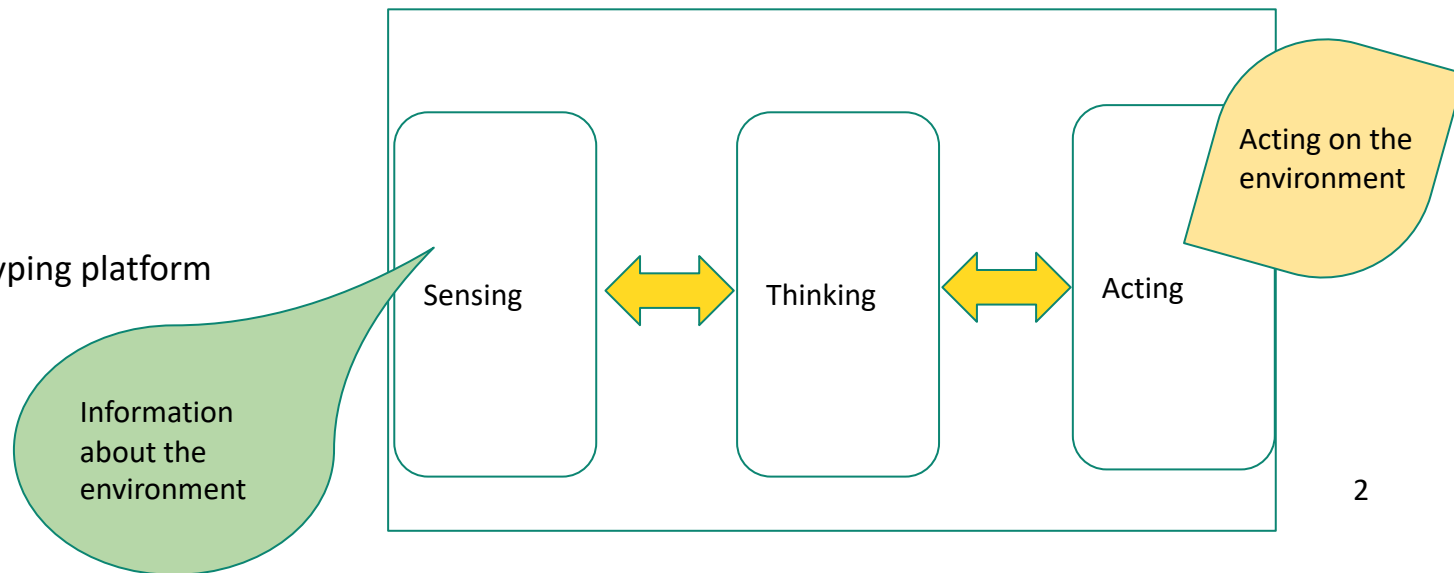 Acting on the
environment
yping platform
Sensing
Thinking
Acting
Information
about the
environment
2